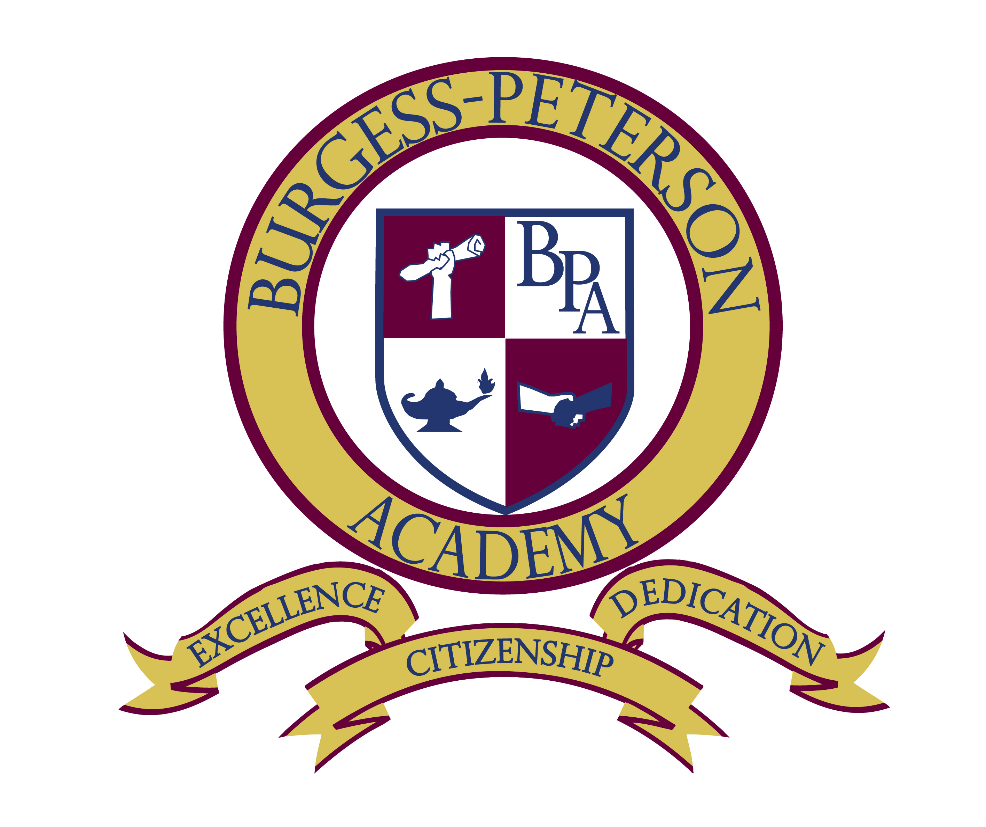 BURGESS-PETERSON
BPA
ACADEMY
EXCELLENCE
CITIZENSHIP
DEDICATION